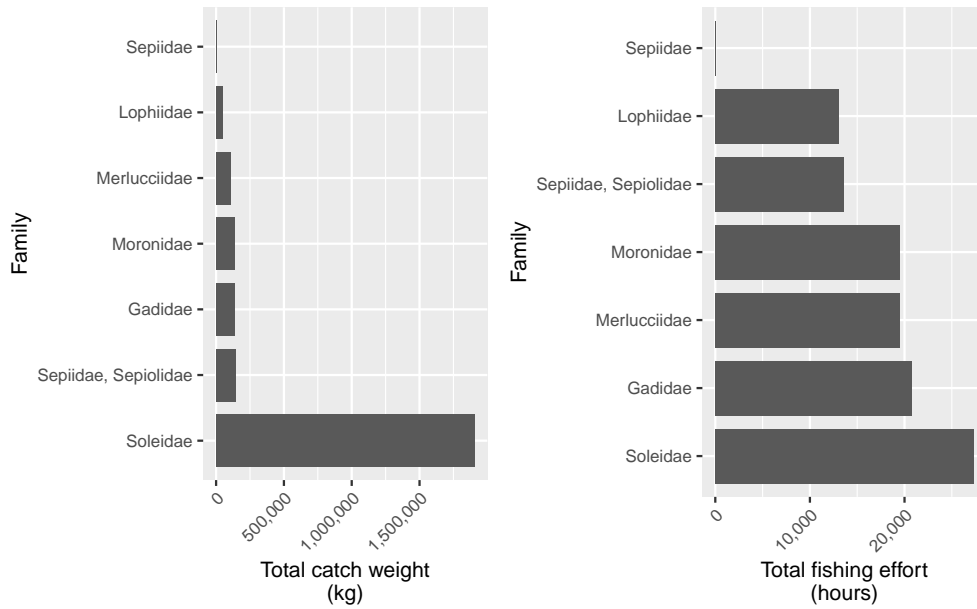 Family
Sepiidae
Lophiidae
Merlucciidae
Moronidae
Gadidae
Sepiidae, Sepiolidae
Soleidae
0
500,000
1,000,000
1,500,000
Total catch weight
(kg)
Family
Sepiidae
Lophiidae
Sepiidae, Sepiolidae
Moronidae
Merlucciidae
Gadidae
Soleidae
0
10,000
20,000
Total fishing effort
(hours)